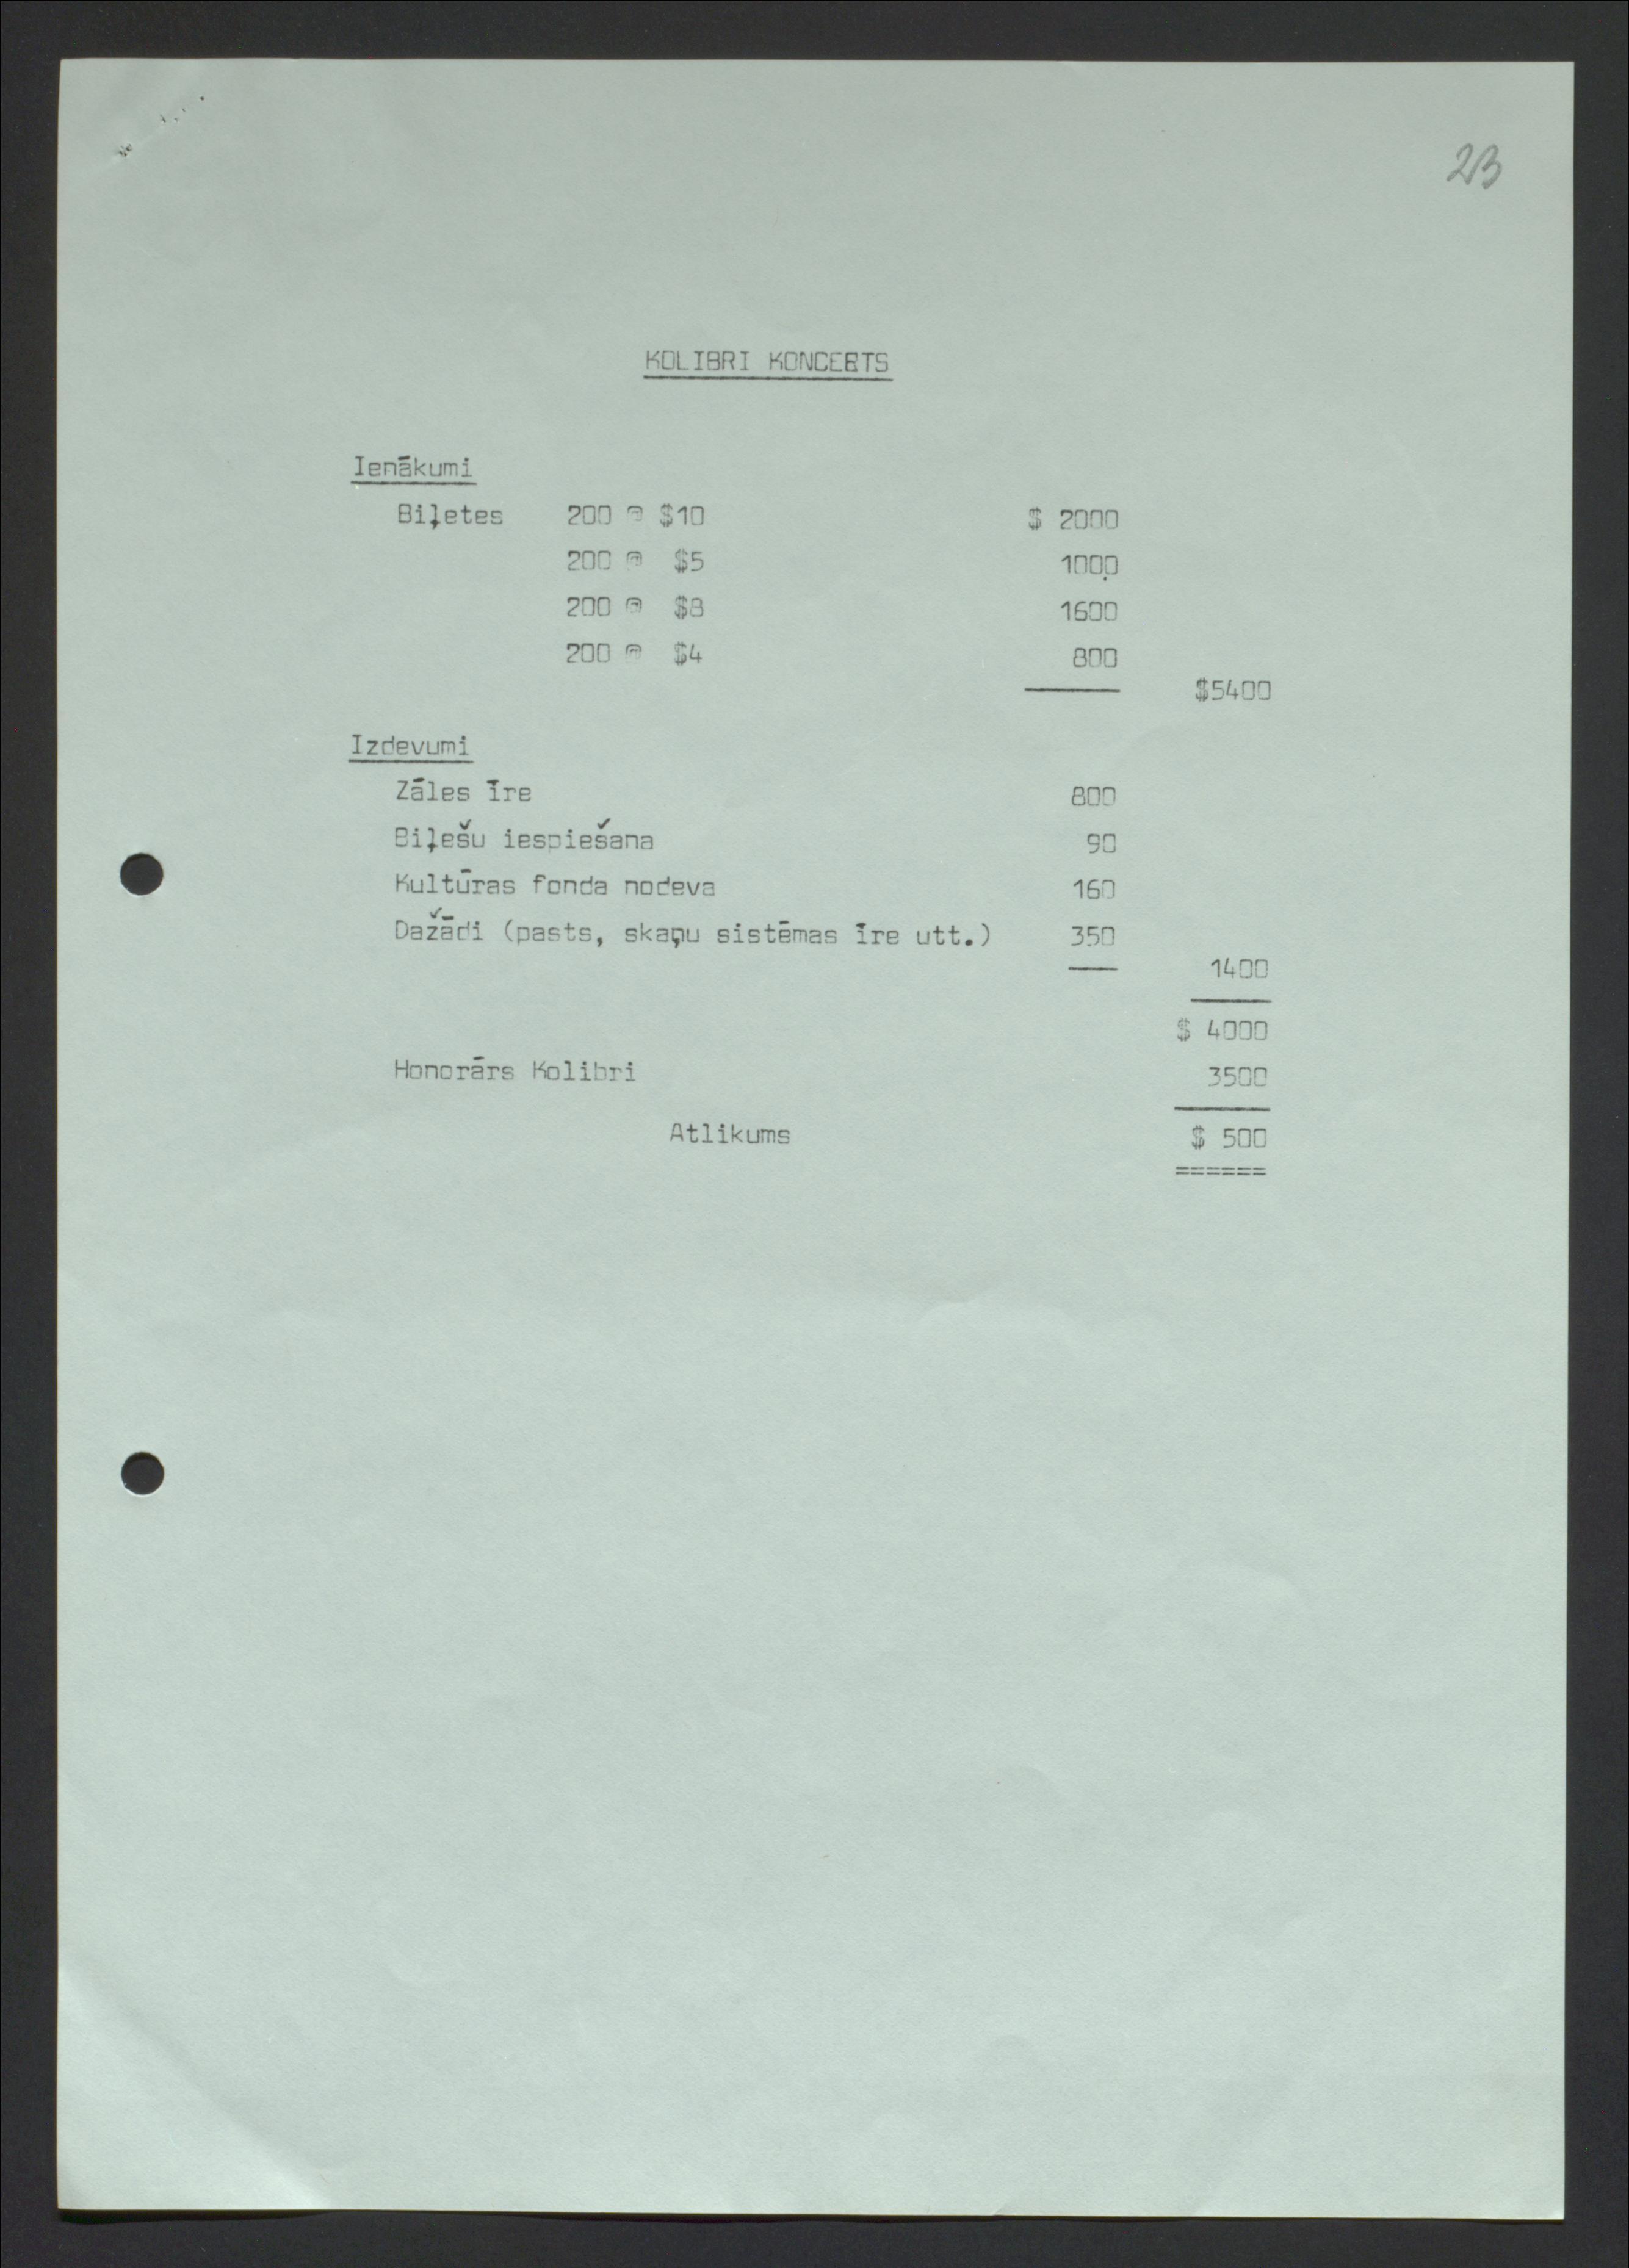 23
KOLIBRI KONCERTS
Ienākumi
Biļetes 200 @ $10 $ 2000
200 @ $5 1000
200 @ $8 1600
200 @ $4 800
$5400
Izdevumi
Zāles īre 800
Biļešu iespiešana 90
Kultūras fonda nodeva 160
Dažādi (pasts, skaņu sistēmas īre utt.) 350
1400
$ 4000
Honorārs Kolibri 3500
Atlikums $ 500
======